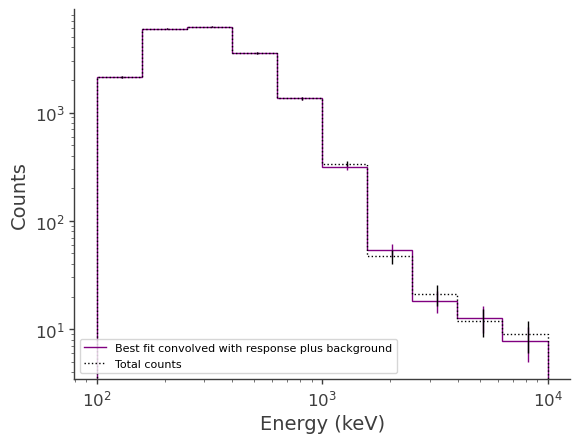 10³
10²
10¹
Counts
Best fit convolved with response plus background
Total counts
10²
10³
10⁴
Energy (keV)